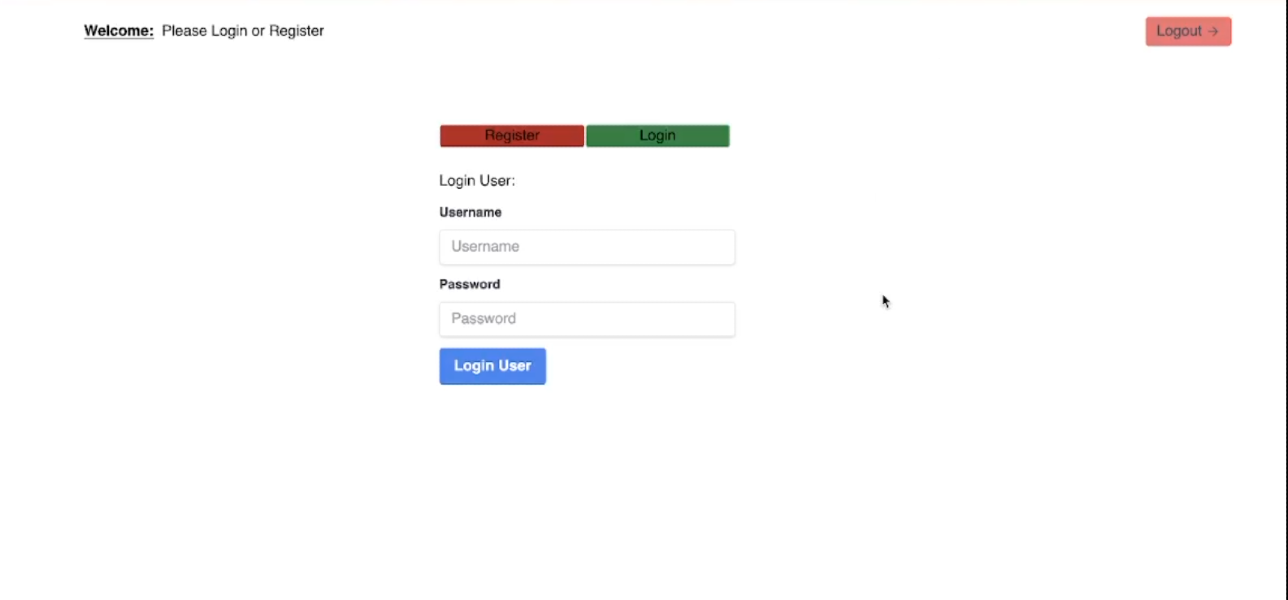 Welcome: Please Login or Register
Logout →
Register
Login
Login User:
Username
Username
Password
Password
Login User